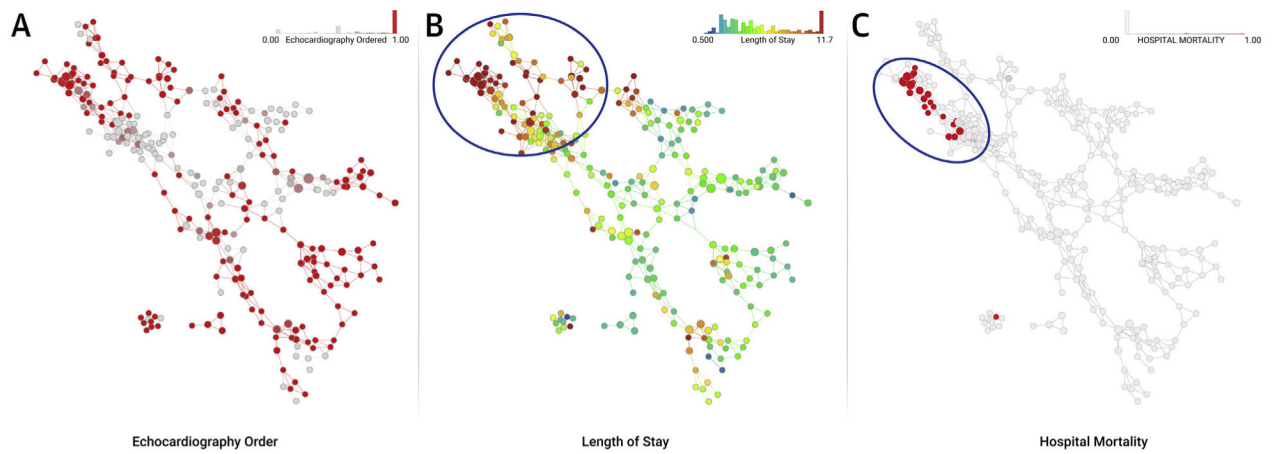 A
0.00 Echocardiography Ordered 1.00
B
0.500 Length of Stay 11.7
C
0.00 HOSPITAL MORTALITY 1.00
Echocardiography Order
Length of Stay
Hospital Mortality